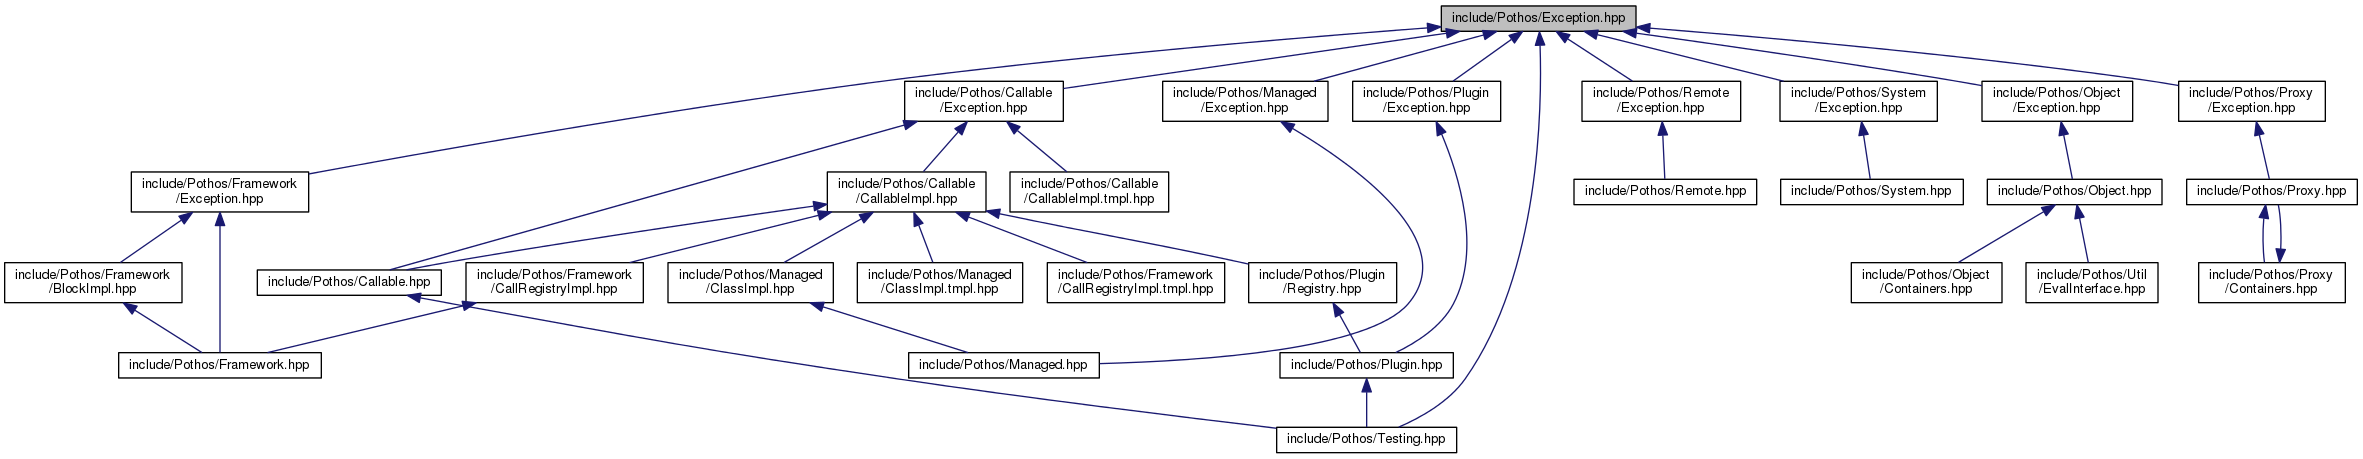 include/Pothos/Exception.hpp
include/Pothos/Callable
/Exception.hpp
include/Pothos/Managed
/Exception.hpp
include/Pothos/Plugin
/Exception.hpp
include/Pothos/Remote
/Exception.hpp
include/Pothos/System
/Exception.hpp
include/Pothos/Object
/Exception.hpp
include/Pothos/Proxy
/Exception.hpp
include/Pothos/Framework
/Exception.hpp
include/Pothos/Callable
/CallableImpl.hpp
include/Pothos/Callable
/CallableImpl.tmpl.hpp
include/Pothos/Remote.hpp
include/Pothos/System.hpp
include/Pothos/Object.hpp
include/Pothos/Proxy.hpp
include/Pothos/Framework
/BlockImpl.hpp
include/Pothos/Callable.hpp
include/Pothos/Framework
/CallRegistryImpl.hpp
include/Pothos/Managed
/ClassImpl.hpp
include/Pothos/Managed
/ClassImpl.tmpl.hpp
include/Pothos/Framework
/CallRegistryImpl.tmpl.hpp
include/Pothos/Plugin
/Registry.hpp
include/Pothos/Object
/Containers.hpp
include/Pothos/Util
/EvalInterface.hpp
include/Pothos/Proxy
/Containers.hpp
include/Pothos/Framework.hpp
include/Pothos/Managed.hpp
include/Pothos/Plugin.hpp
include/Pothos/Testing.hpp